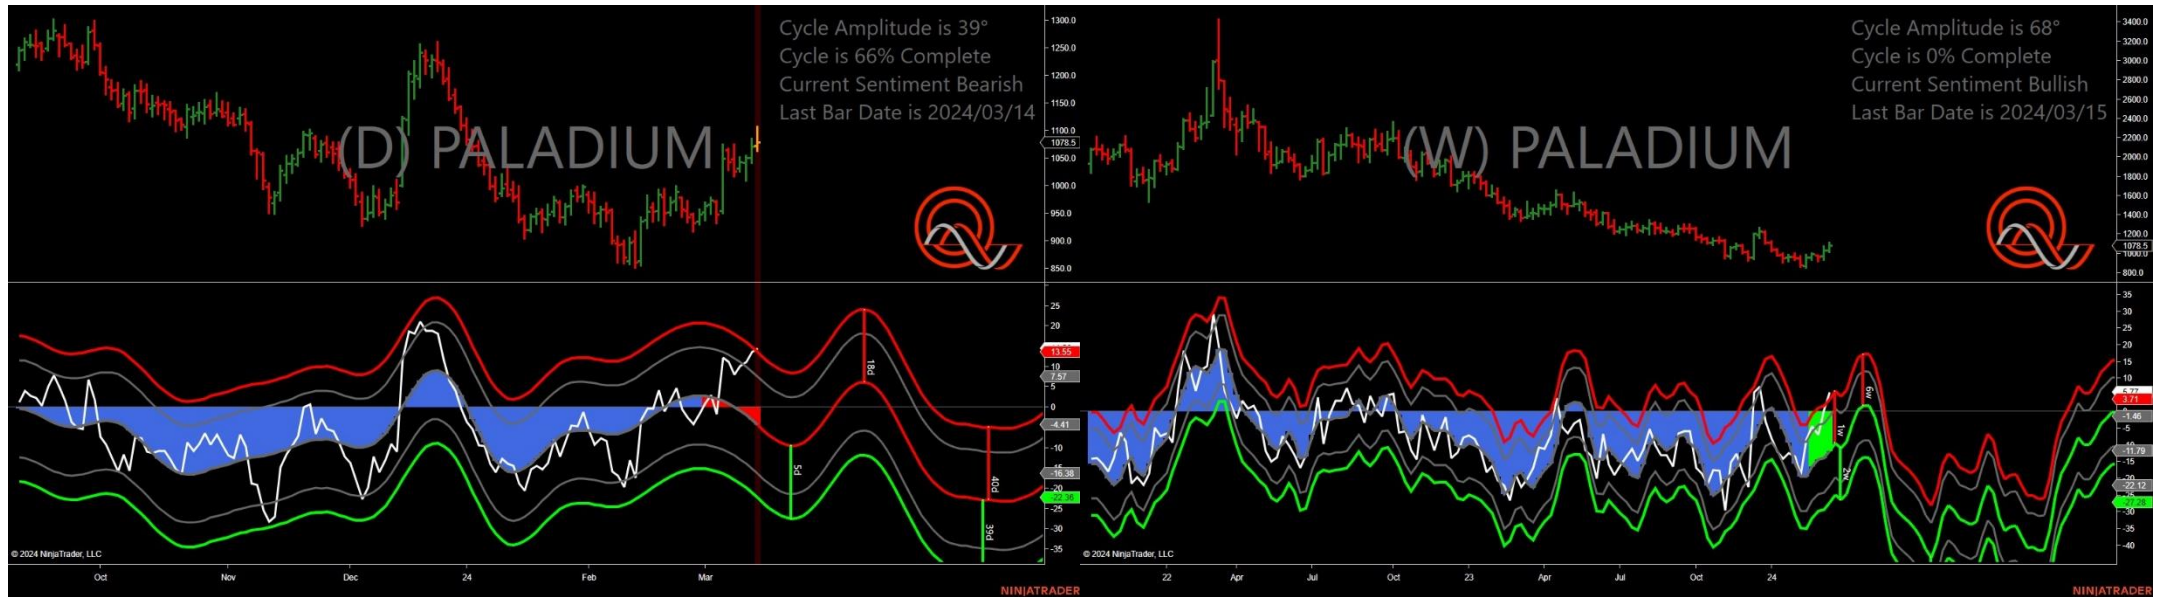 Cycle Amplitude is 39°
Cycle is 66% Complete
Current Sentiment Bearish
Last Bar Date is 2024/03/14
(D) PALADIUM
1300.0
1250.0
1200.0
1150.0
1100.0
1078.5
1050.0
1000.0
950.0
900.0
850.0
25
20
13.55
10
7.57
5
0
-4.41
-10
-16.38
-20
-22.36
-25
-30
-35
18d
5d
40d
39d
© 2024 NinjaTrader, LLC
Oct Nov Dec 24 Feb Mar
NINJATRADER
Cycle Amplitude is 68°
Cycle is 0% Complete
Current Sentiment Bullish
Last Bar Date is 2024/03/15
(W) PALADIUM
3400.0
3200.0
3000.0
2800.0
2600.0
2400.0
2200.0
2000.0
1800.0
1600.0
1400.0
1200.0
1078.5
1000.0
800.0
35
30
25
20
15
10
5.77
3.71
-1.46
-5
-11.79
-15
-22.12
-27.28
-30
-35
-40
6w
1w
2w
© 2024 NinjaTrader, LLC
22 Apr Jul Oct 23 Apr Jul Oct 24
NINJATRADER